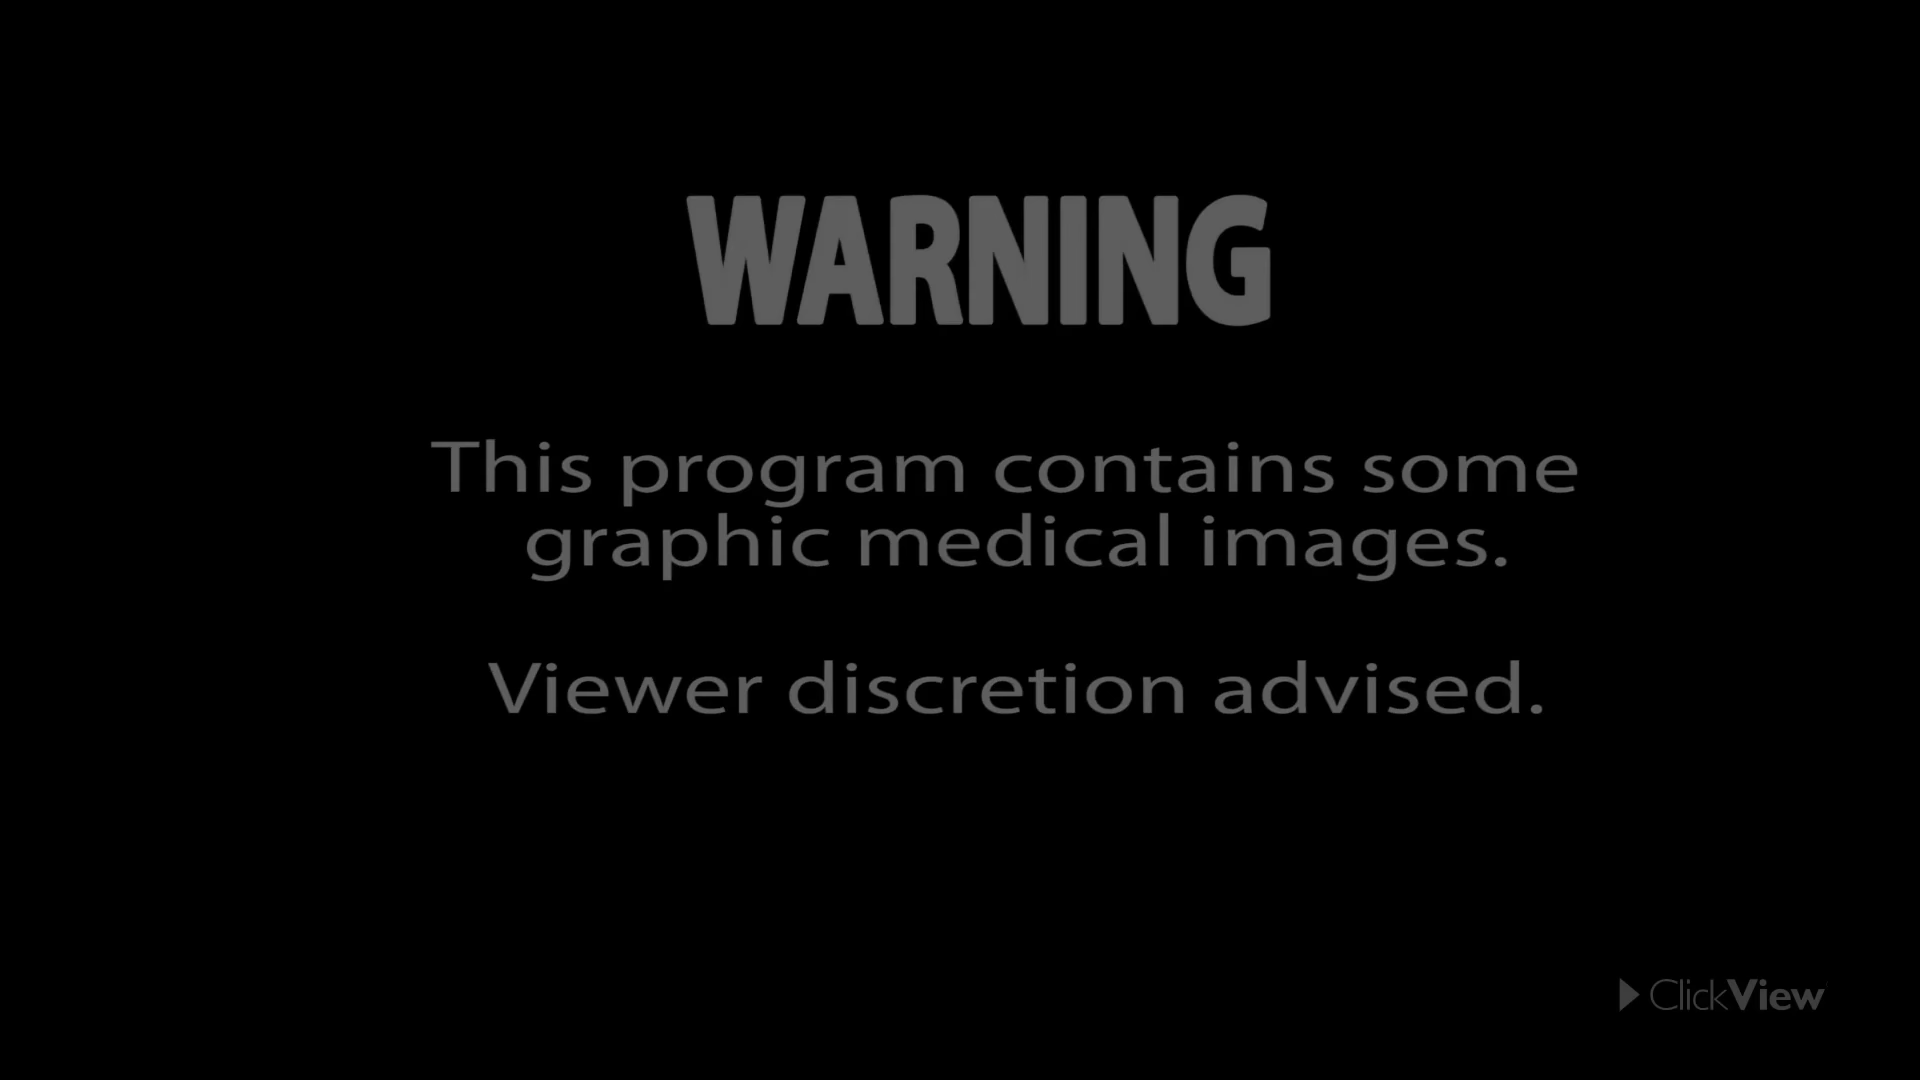 WARNING
This program contains some
graphic medical images.
Viewer discretion advised.
ClickView